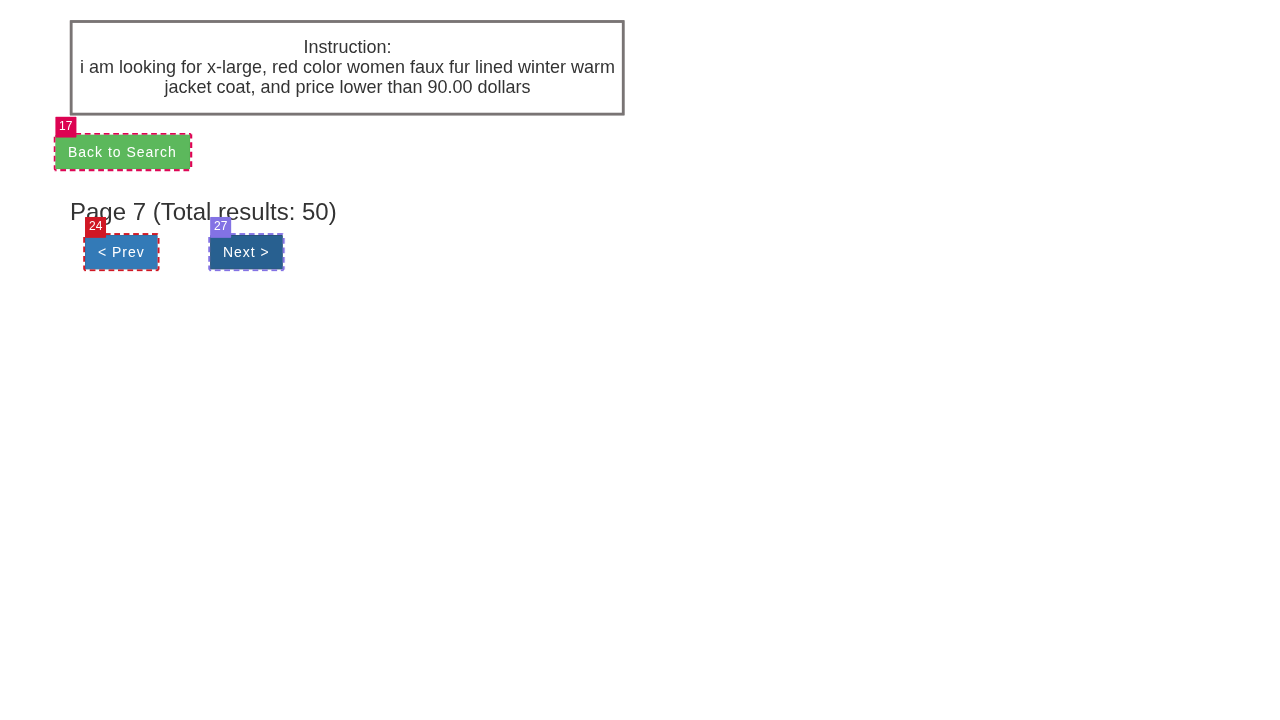 Instruction:
i am looking for x-large, red color women faux fur lined winter warm
jacket coat, and price lower than 90.00 dollars
17
Back to Search
Page 7 (Total results: 50)
24
27
< Prev
Next >